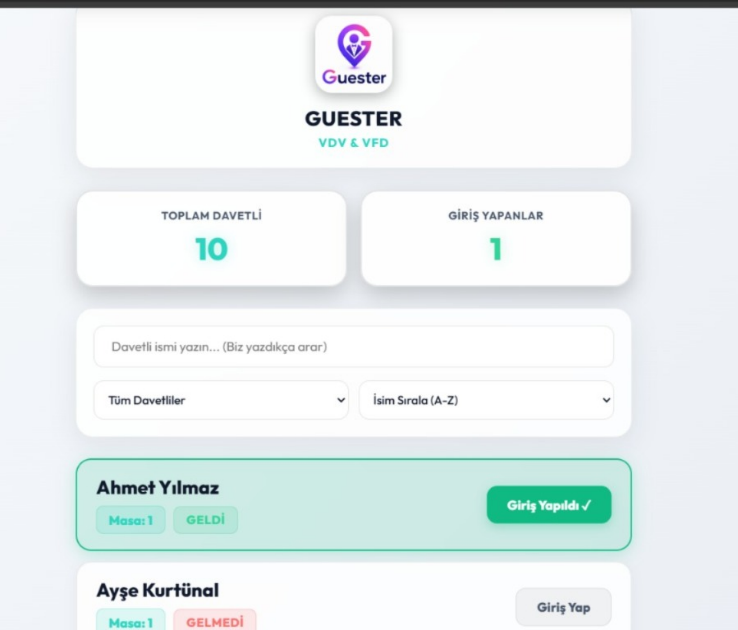 Guester
GUESTER
VDV & VFD
TOPLAM DAVETLİ
10
GİRİŞ YAPANLAR
1
Davetli ismi yazın... (Biz yazdıkça arar)
Tüm Davetliler
İsim Sırala (A-Z)
Ahmet Yılmaz
Masa: 1
GELDİ
Giriş Yapıldı ✓
Ayşe Kurtünal
Masa: 1
GELMEDİ
Giriş Yap